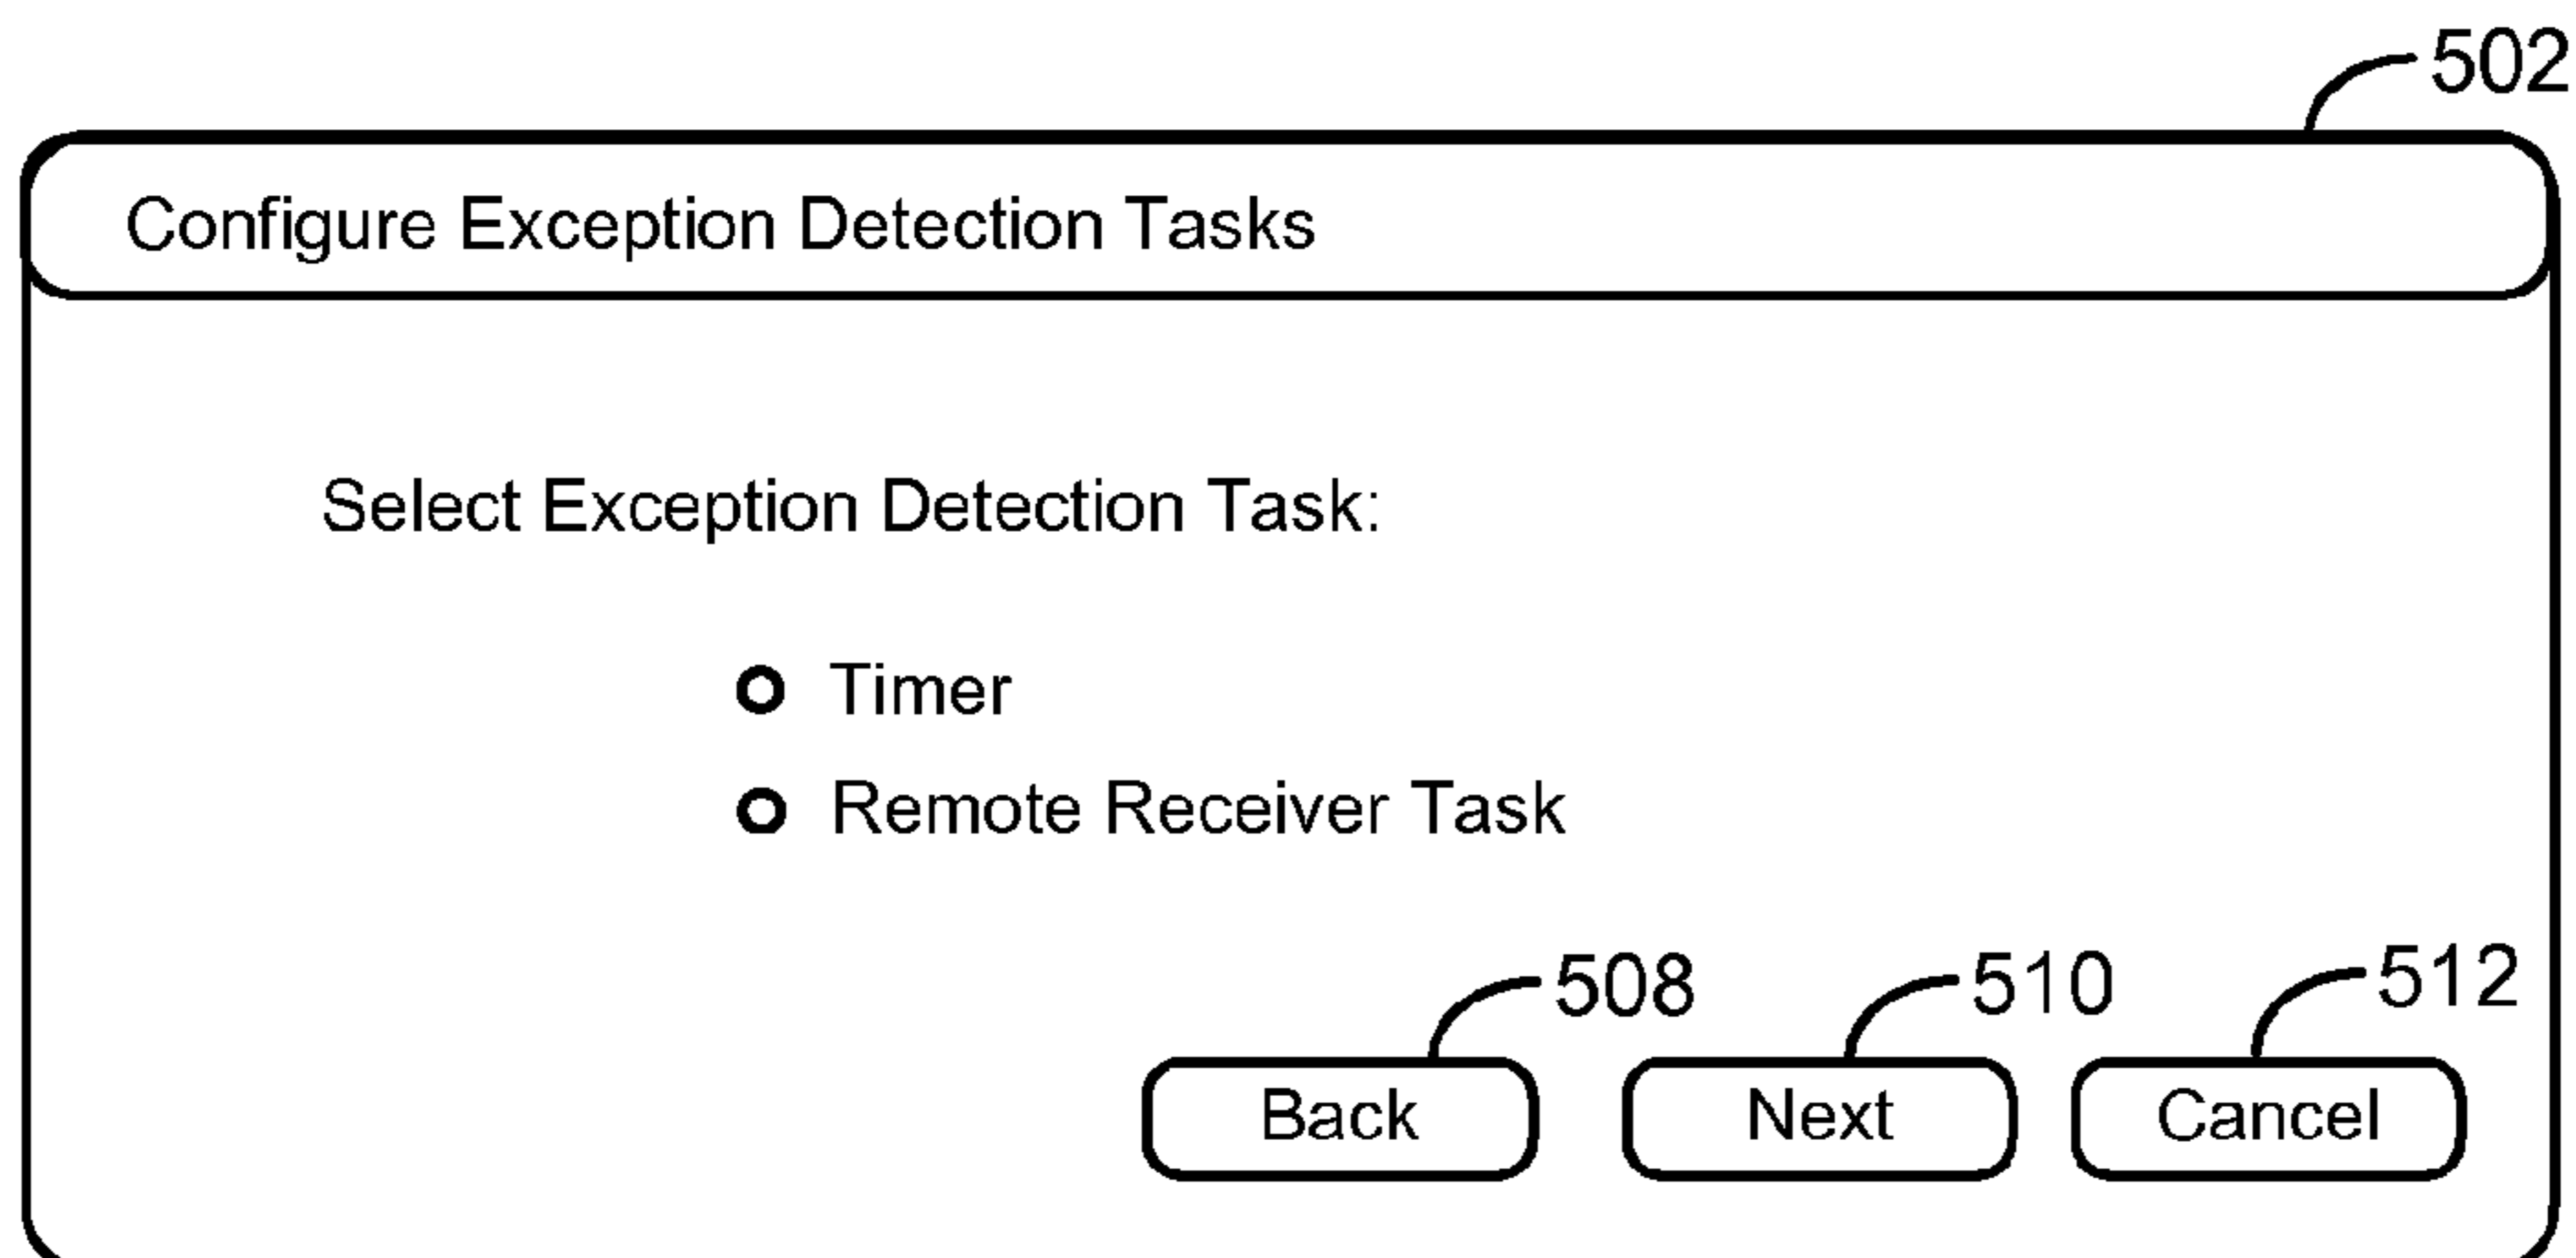 502
Configure Exception Detection Tasks
Select Exception Detection Task:
Timer
Remote Receiver Task
508 510 512
Back Next Cancel